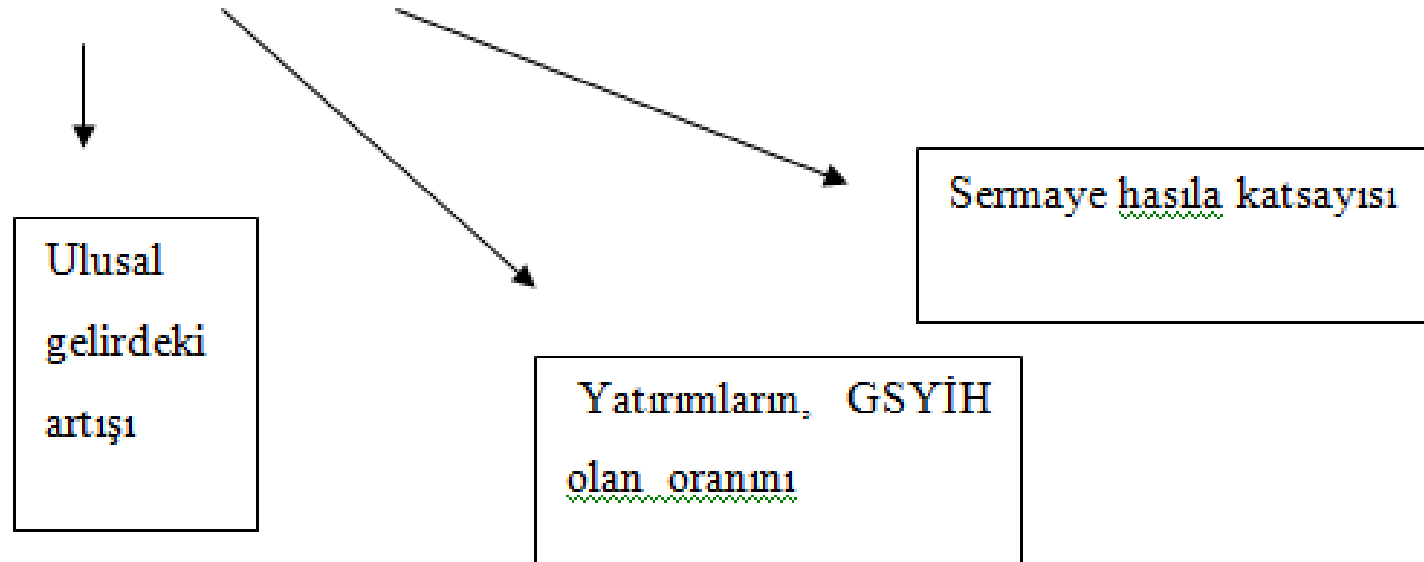 Sermaye hasıla katsayısı
Ulusal
gelirdeki
artışı
Yatırımların, GSYİH
olan oranını